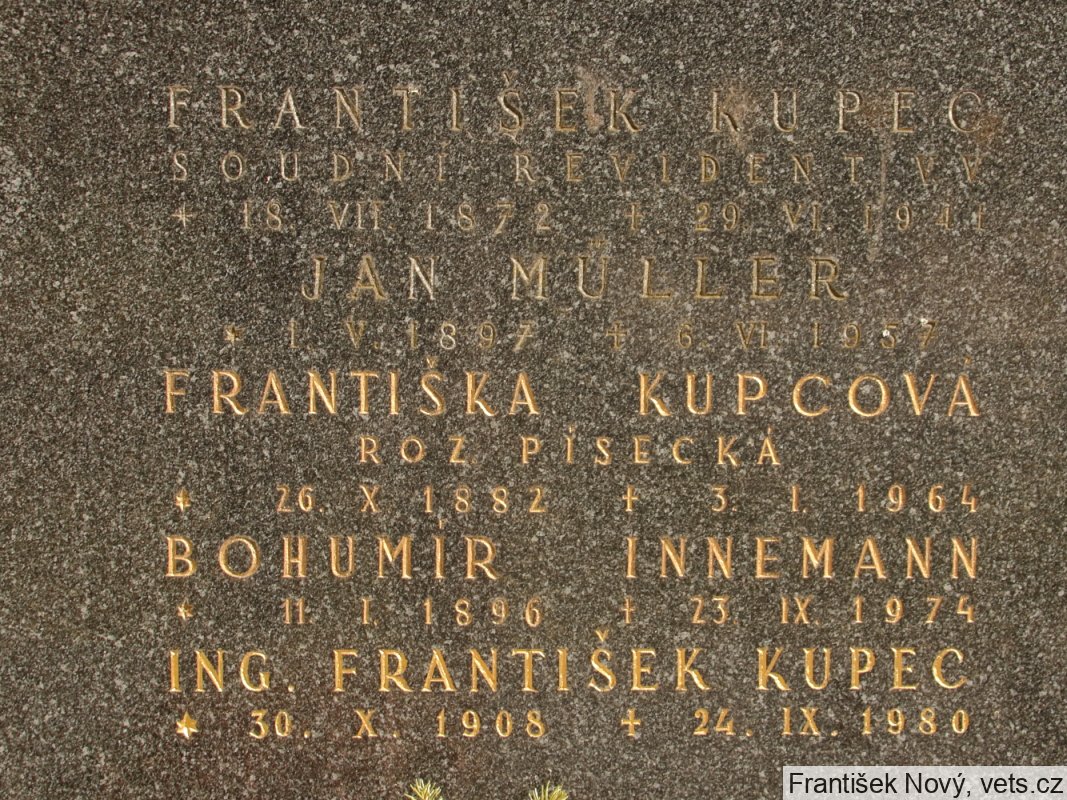 FRANTIŠEK KUPEC
SOUDNÍ REVIDENT V V
* 18. VII 1872 † 29. VI. 1941
JAN MÜLLER
* 1. V. 1897 † 6. VI 1957
FRANTIŠKA KUPCOVÁ
ROZ PÍSECKÁ
* 26. X 1882 † 3. I. 1964
BOHUMÍR INNEMANN
* 11. I. 1896 † 23. IX. 1974
ING. FRANTIŠEK KUPEC
* 30. X. 1908 † 24. IX. 1980
František Nový, vets.cz